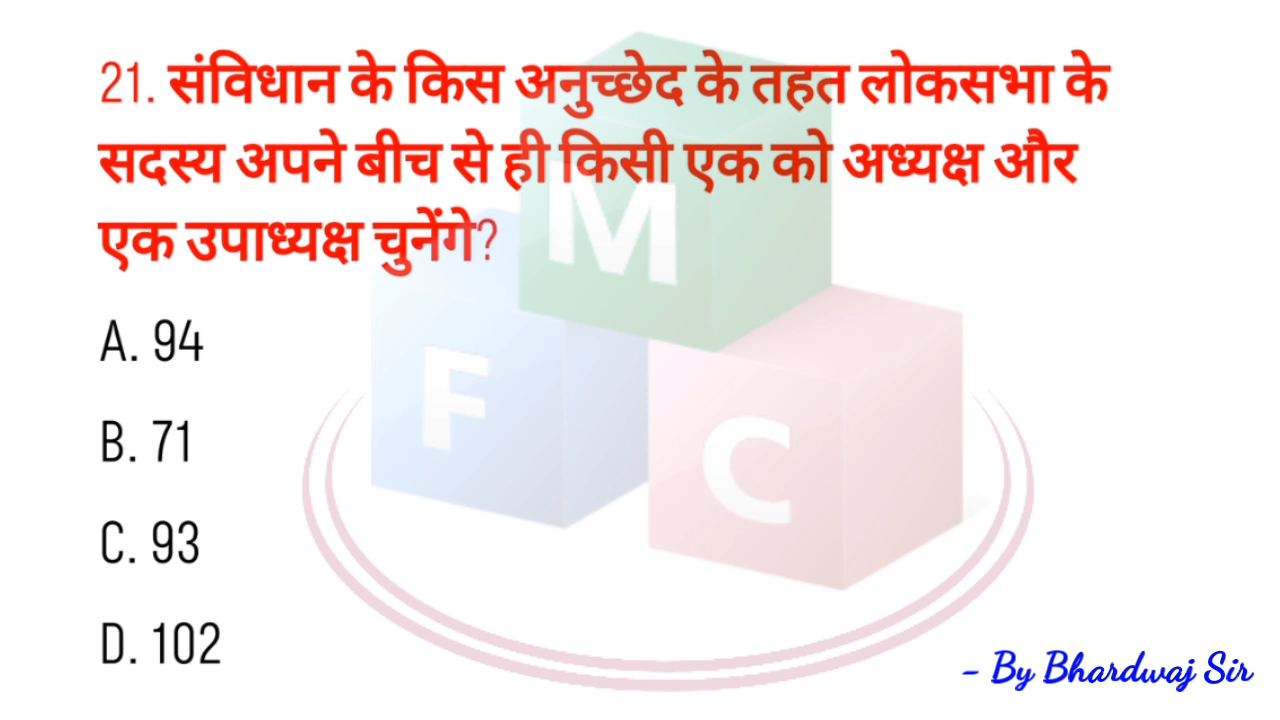 21. संविधान के किस अनुच्छेद के तहत लोकसभा के
सदस्य अपने बीच से ही किसी एक को अध्यक्ष और
एक उपाध्यक्ष चुनेंगे?
M
F
C
A. 94
B. 71
C. 93
D. 102
- By Bhardwaj Sir